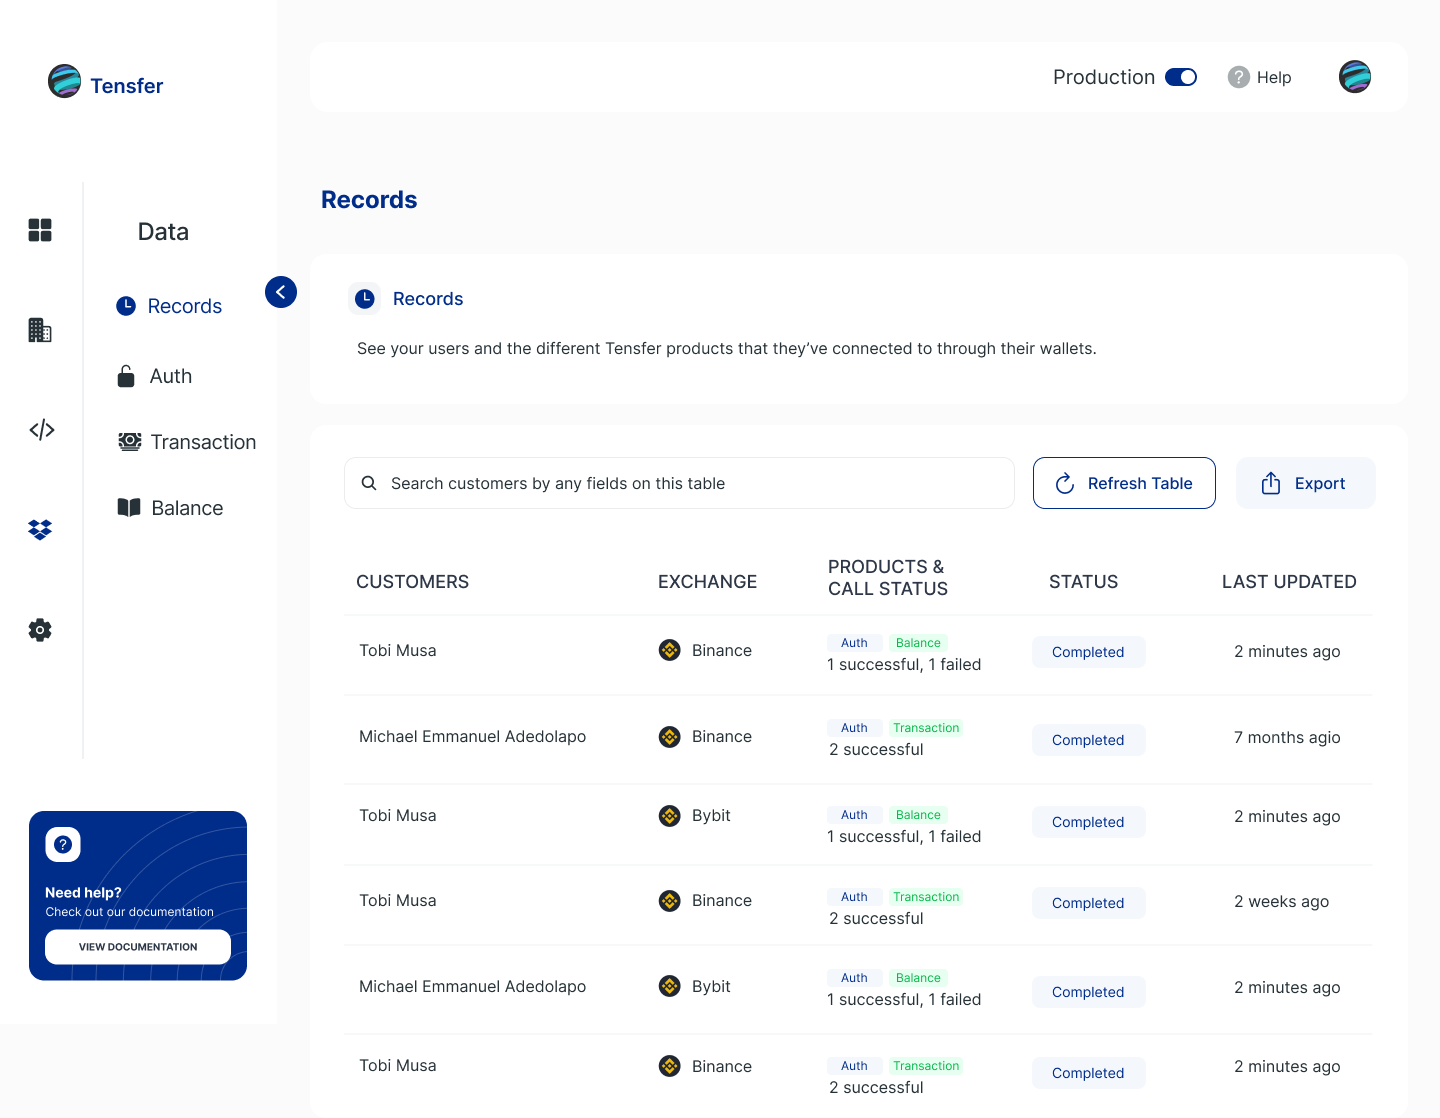 Tensfer
Production
? Help
Records
Data
Records
Auth
Transaction
Balance
Records
See your users and the different Tensfer products that they’ve connected to through their wallets.
Search customers by any fields on this table
Refresh Table
Export
CUSTOMERS EXCHANGE PRODUCTS & CALL STATUS STATUS LAST UPDATED
Tobi Musa Binance Auth Balance Completed 2 minutes ago
1 successful, 1 failed
Michael Emmanuel Adedolapo Binance Auth Transaction Completed 7 months agio
2 successful
Tobi Musa Bybit Auth Balance Completed 2 minutes ago
1 successful, 1 failed
Tobi Musa Binance Auth Transaction Completed 2 weeks ago
2 successful
Michael Emmanuel Adedolapo Bybit Auth Balance Completed 2 minutes ago
1 successful, 1 failed
Tobi Musa Binance Auth Transaction Completed 2 minutes ago
2 successful
?
Need help?
Check out our documentation
VIEW DOCUMENTATION